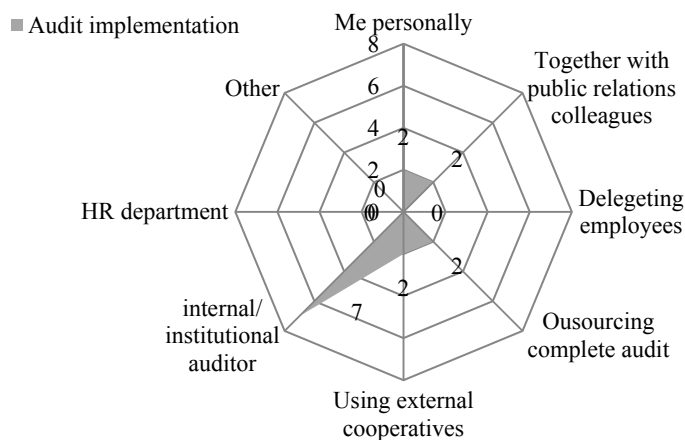 Audit implementation
Me personally
8
6
4
2
2
0
0
Together with
public relations
colleagues
2
Other
HR department
0
0
Delegeting
employees
2
2
7
internal/
institutional
auditor
Ousourcing
complete audit
Using external
cooperatives